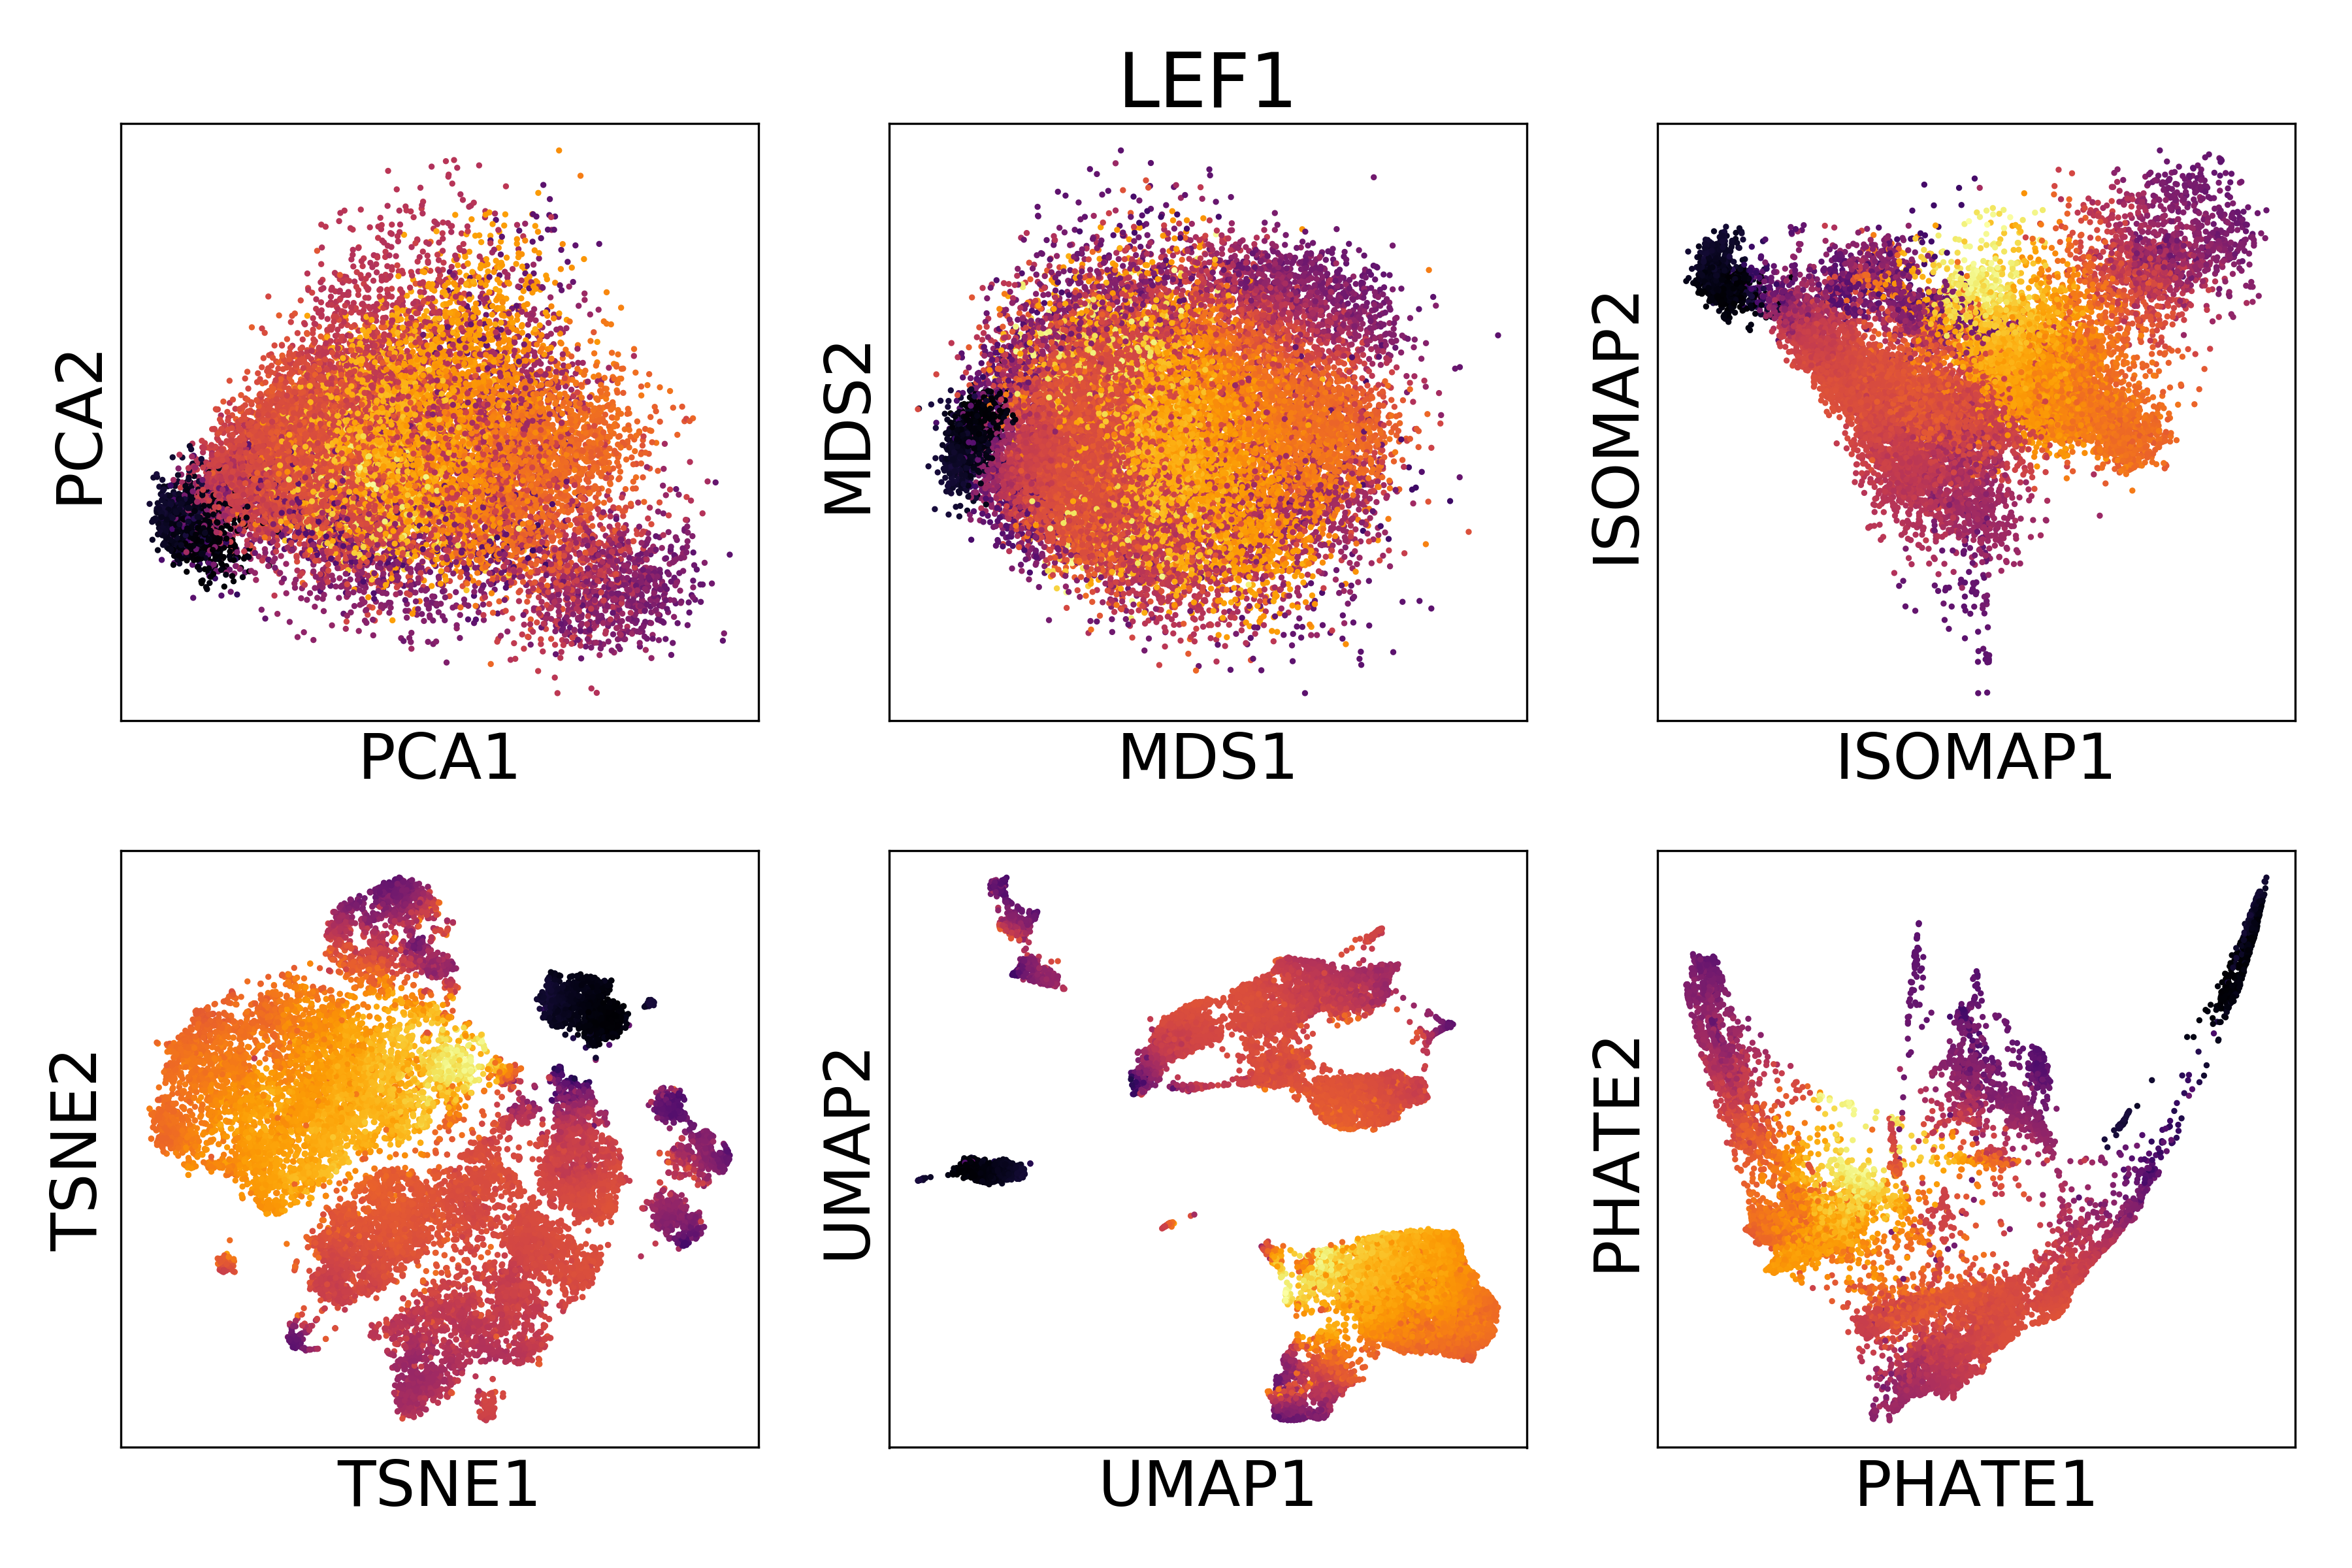 LEF1
PCA2
PCA1
MDS2
MDS1
ISOMAP2
ISOMAP1
TSNE2
TSNE1
UMAP2
UMAP1
PHATE2
PHATE1